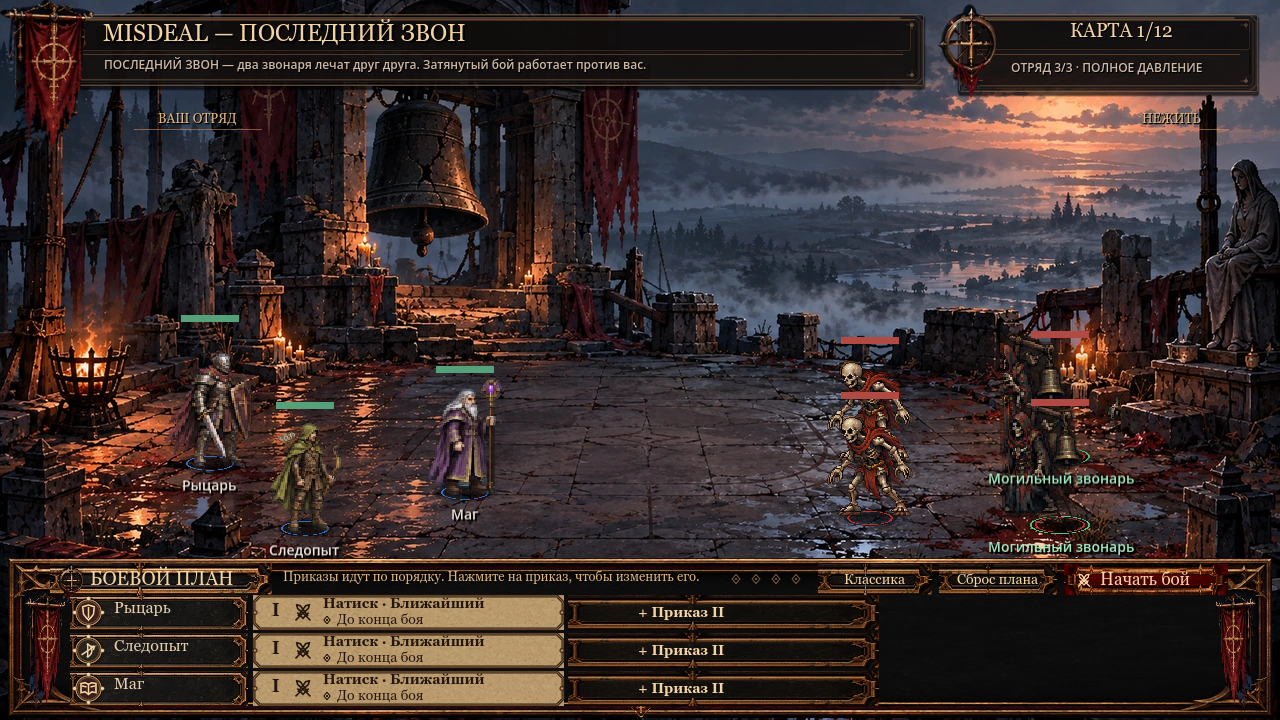 MISDEAL — ПОСЛЕДНИЙ ЗВОН
ПОСЛЕДНИЙ ЗВОН — два звонаря лечат друг друга. Затянутый бой работает против вас.
КАРТА 1/12
ОТРЯД 3/3 · ПОЛНОЕ ДАВЛЕНИЕ
ВАШ ОТРЯД
НЕЖИТЬ
Рыцарь
Следопыт
Маг
Могильный звонарь
Могильный звонарь
БОЕВОЙ ПЛАН
Приказы идут по порядку. Нажмите на приказ, чтобы изменить его.
Классика
Сброс плана
Начать бой
Рыцарь
I
Натиск · Ближайший
До конца боя
+ Приказ II
Следопыт
I
Натиск · Ближайший
До конца боя
+ Приказ II
Маг
I
Натиск · Ближайший
До конца боя
+ Приказ II